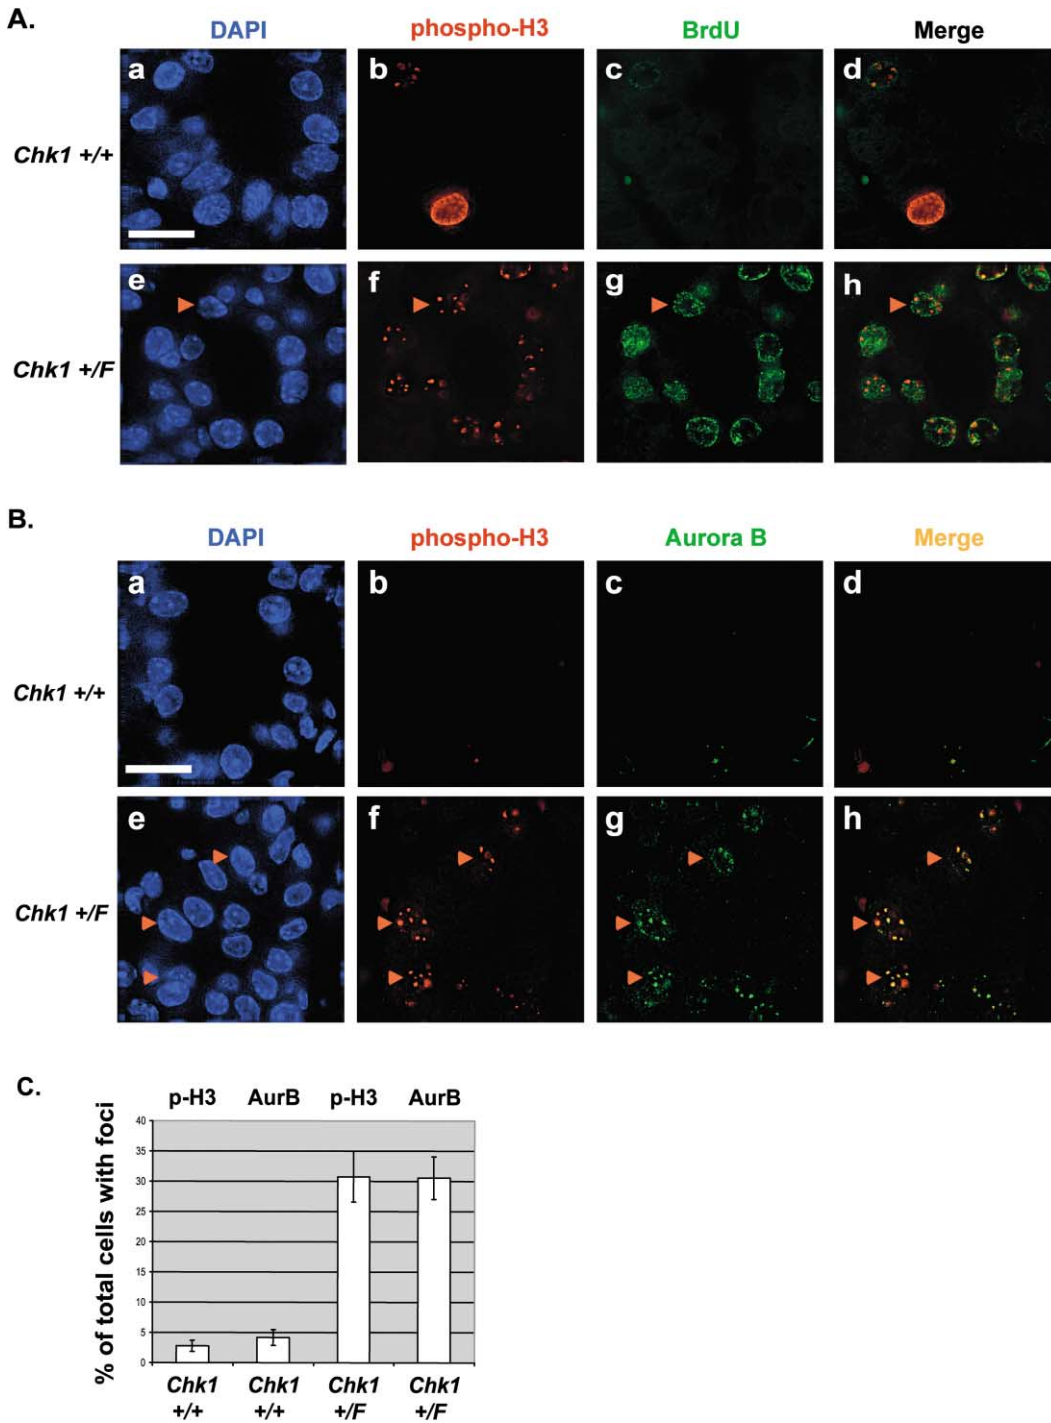 A.
DAPI phospho-H3 BrdU Merge
a b c d
Chk1 +/+
e f g h
Chk1 +/F
B.
DAPI phospho-H3 Aurora B Merge
a b c d
Chk1 +/+
e f g h
Chk1 +/F
C.
p-H3 AurB p-H3 AurB
% of total cells with foci
40
35
30
25
20
15
10
5
0
Chk1 Chk1 Chk1 Chk1
+/+ +/+ +/F +/F